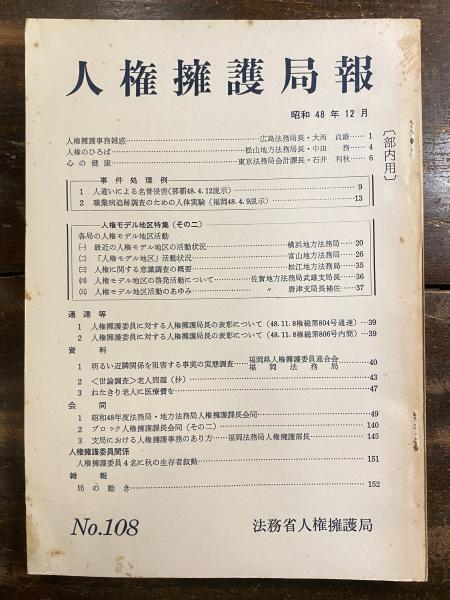 人権擁護局報
昭和 48 年 12 月
〔部内用〕
人権擁護事務雑感……広島法務局長・大西 貞雄…… 1
人権のひろば……松山地方法務局長・中田 務…… 4
心の健康……東京法務局会計課長・石井 利秋…… 6
事件処理例
1 人違いによる名誉侵害(那覇48.4.12説示)…… 9
2 職業病追跡調査のための人体実験(福岡48.4.9説示)……13
人権モデル地区特集(その二)
各局の人権モデル地区活動
㈠ 最近の人権モデル地区の活動状況……横浜地方法務局……20
㈡ 「人権モデル地区」活動状況……富山地方法務局……26
㈢ 人権に関する意識調査の概要……松江地方法務局……35
㈣ 人権モデル地区の啓発活動について……佐賀地方法務局武雄支局長……36
㈤ 人権モデル地区活動のあゆみ…… 〃 唐津支局長補佐……37
通達等
1 人権擁護委員に対する人権擁護局長の表彰について(48.11.8権総第804号通達)…39
2 人権擁護委員に対する人権擁護局長の表彰について(48.11.8権総第806号内簡)…39
資料
1 明るい近隣関係を阻害する事実の実態調査……福岡県人権擁護委員連合会 福岡法務局……40
2 <世論調査>老人問題(抄)……43
3 ねたきり老人に医療費を……47
会同
1 昭和48年度法務局・地方法務局人権擁護課長会同……49
2 ブロック人権擁護課長会同(その二)……140
3 支局における人権擁護事務のあり方……福岡法務局人権擁護部長……145
人権擁護委員関係
人権擁護委員4名に秋の生存者叙勲……151
雑報
局の動き……152
No.108
法務省人権擁護局